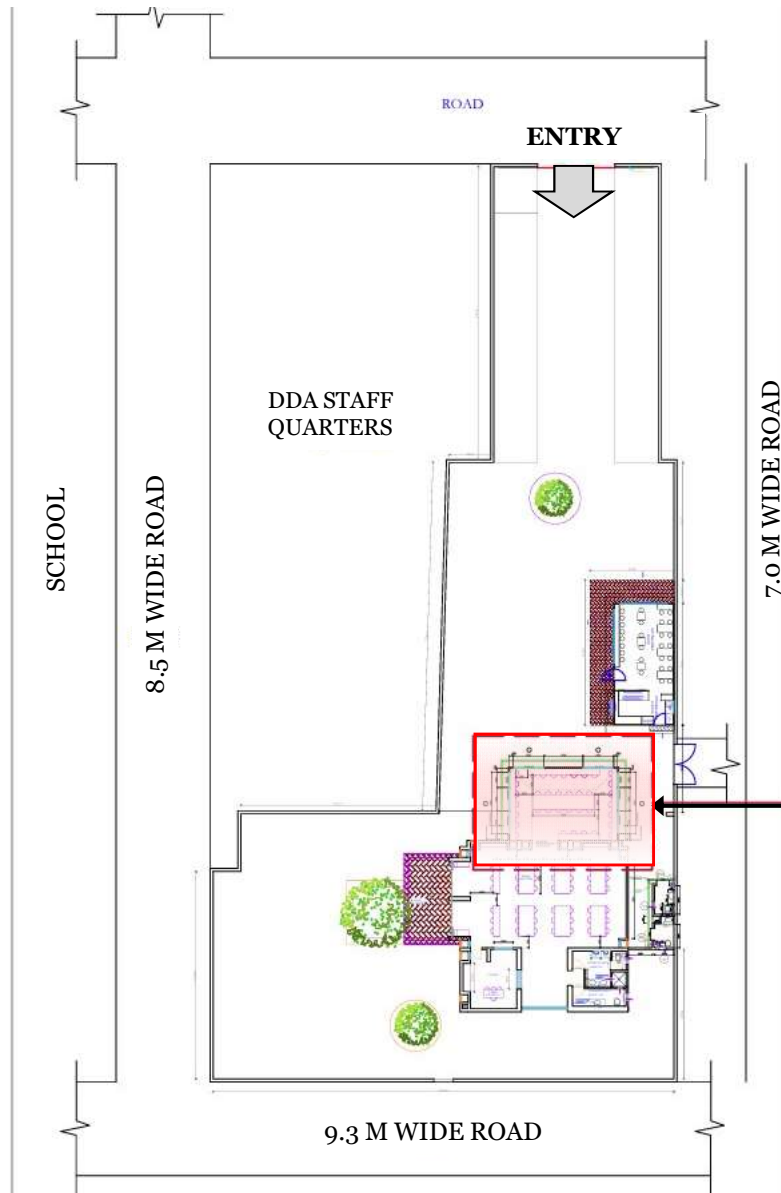 ROAD
ENTRY
DDA STAFF
QUARTERS
SCHOOL
8.5 M WIDE ROAD
7.0 M WIDE ROAD
9.3 M WIDE ROAD